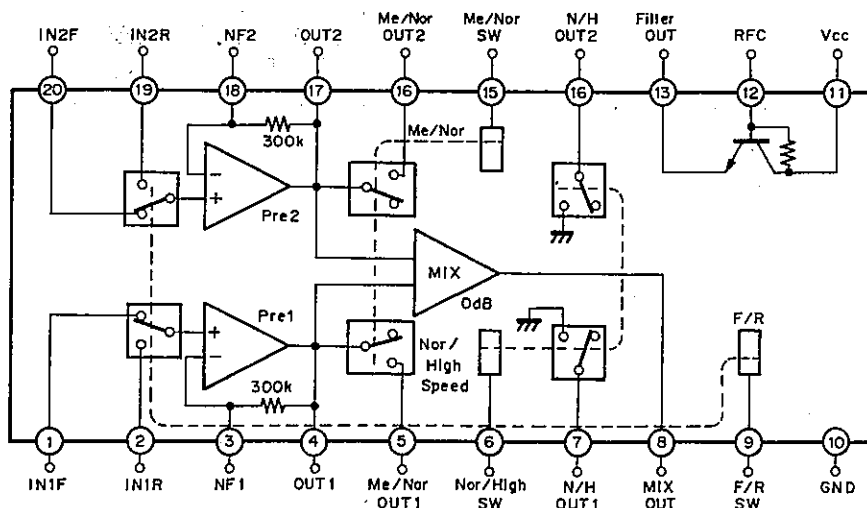 IN2F
IN2R
NF2
OUT2
Me/Nor
OUT2
Me/Nor
SW
N/H
OUT2
Filler
OUT
RFC
Vcc
20
19
18
17
16
15
16
13
12
11
300k
Me/Nor
−
+
Pre2
MIX
0dB
Pre1
+
−
Nor/
High
Speed
F/R
300k
1
2
3
4
5
6
7
8
9
10
IN1F
IN1R
NF1
OUT1
Me/Nor
OUT1
Nor/High
SW
N/H
OUT1
MIX
OUT
F/R
SW
GND